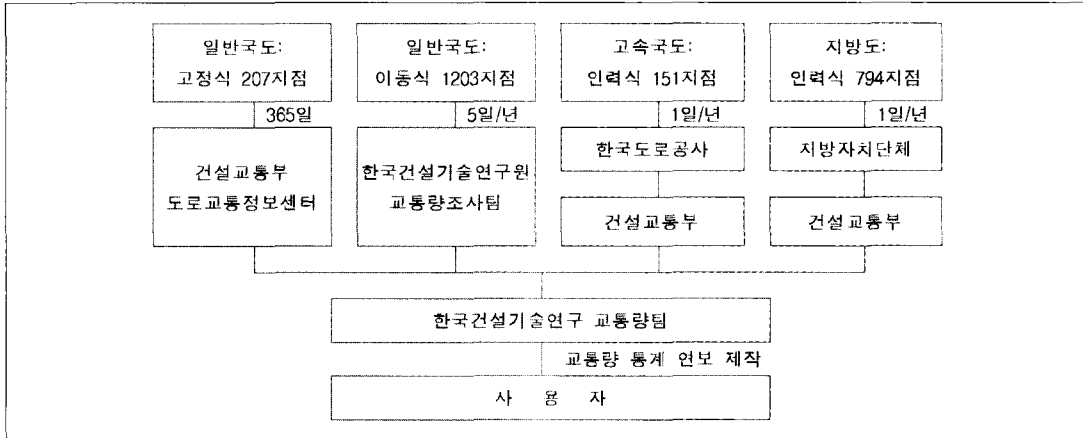 일반국도:
고정식 207지점
일반국도:
이동식 1203지점
고속국도:
인력식 151지점
지방도:
인력식 794지점
365일
5일/년
1일/년
1일/년
건설교통부
도로교통정보센터
한국건설기술연구원
교통량조사팀
한국도로공사
지방자치단체
건설교통부
건설교통부
한국건설기술연구 교통량팀
교통량 통계 연보 제작
사 용 자